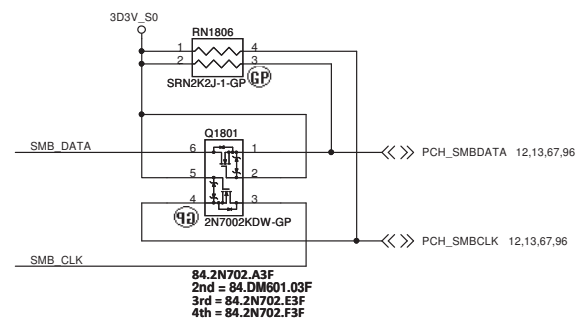 3D3V_S0
RN1806
1 4
2 3
SRN2K2J-1-GP GP
Q1801
SMB_DATA 6 1 PCH_SMBDATA 12,13,67,96
5 2
4 3
GP 2N7002KDW-GP
PCH_SMBCLK 12,13,67,96
SMB_CLK
84.2N702.A3F
2nd = 84.DM601.03F
3rd = 84.2N702.E3F
4th = 84.2N702.F3F